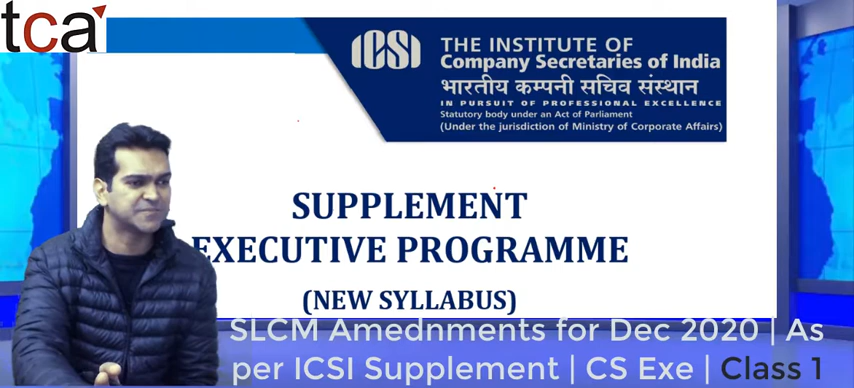 tca
ICSI
THE INSTITUTE OF
Company Secretaries of India
भारतीय कम्पनी सचिव संस्थान
IN PURSUIT OF PROFESSIONAL EXCELLENCE
Statutory body under an Act of Parliament
(Under the jurisdiction of Ministry of Corporate Affairs)
SUPPLEMENT
EXECUTIVE PROGRAMME
(NEW SYLLABUS)
SLCM Amednments for Dec 2020 | As
per ICSI Supplement | CS Exe | Class 1